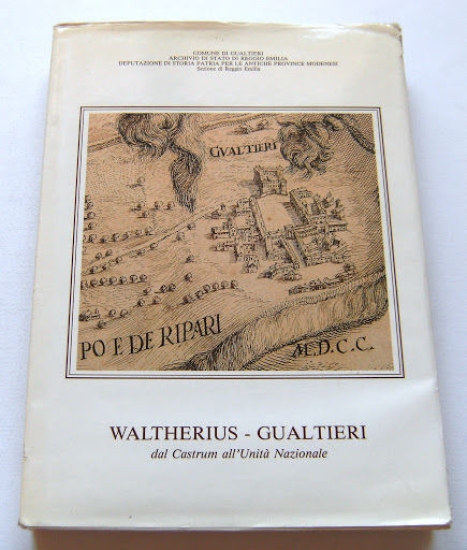 COMUNE DI GUALTIERI
ARCHIVIO DI STATO DI REGGIO EMILIA
DEPUTAZIONE DI STORIA PATRIA PER LE ANTICHE PROVINCE MODENESI
Sezione di Reggio Emilia
GVALTIERI
PO E DE RIPARI
M.D.C.C.
WALTHERIUS - GUALTIERI
dal Castrum all'Unità Nazionale